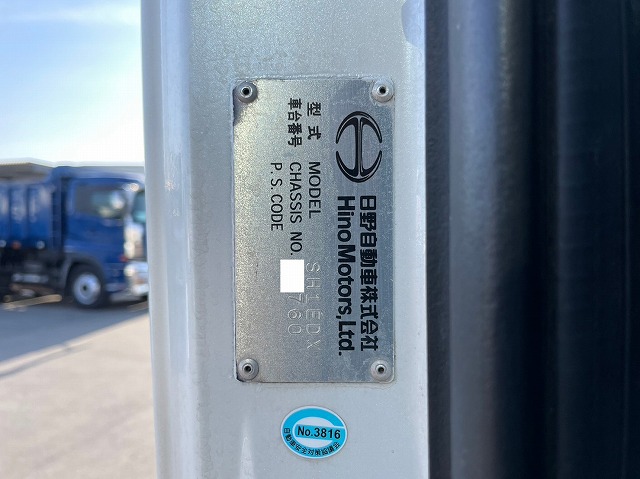 日野自動車株式会社
Hino Motors, Ltd.
型式 MODEL SH1EDX
車台番号 CHASSIS NO. 760
P. S. CODE
No.3816